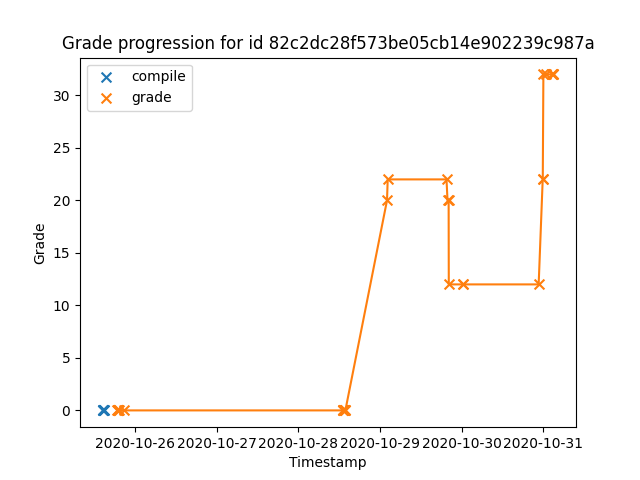 Grade progression for id 82c2dc28f573be05cb14e902239c987a
compile
grade
30
25
20
15
10
5
0
Grade
2020-10-26 2020-10-27 2020-10-28 2020-10-29 2020-10-30 2020-10-31
Timestamp